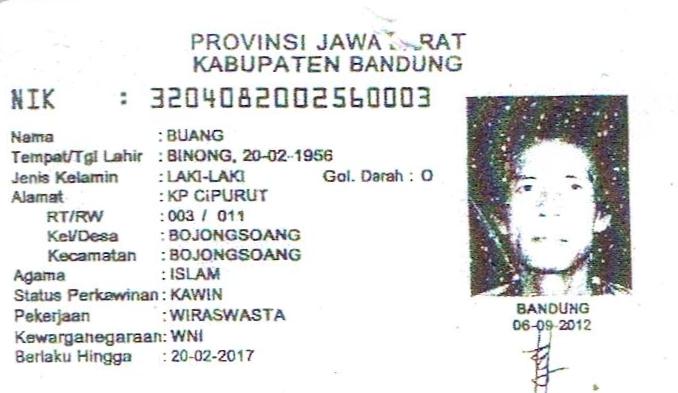 PROVINSI JAWA BARAT
KABUPATEN BANDUNG
NIK : 3204082002560003
Nama : BUANG
Tempat/Tgl Lahir : BINONG, 20-02-1956
Jenis Kelamin : LAKI-LAKI Gol. Darah : O
Alamat : KP CiPURUT
RT/RW : 003 / 011
Kel/Desa : BOJONGSOANG
Kecamatan : BOJONGSOANG
Agama : ISLAM
Status Perkawinan : KAWIN
Pekerjaan : WIRASWASTA
Kewarganegaraan : WNI
Berlaku Hingga : 20-02-2017
BANDUNG
06-09-2012